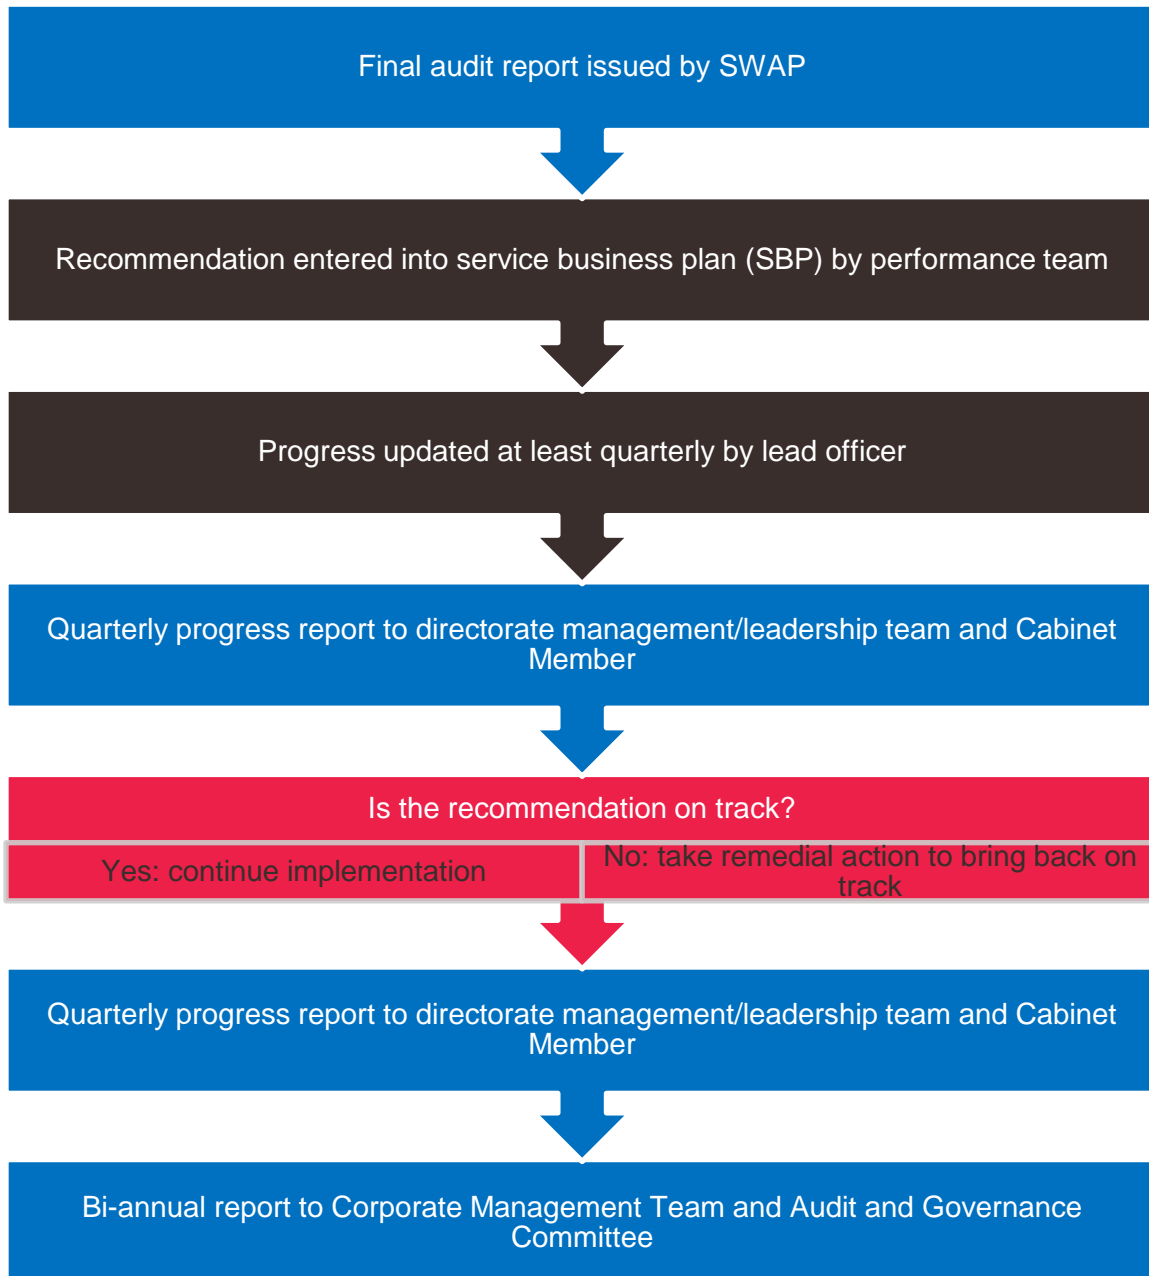 Final audit report issued by SWAP
Recommendation entered into service business plan (SBP) by performance team
Progress updated at least quarterly by lead officer
Quarterly progress report to directorate management/leadership team and Cabinet
Member
Is the recommendation on track?
Yes: continue implementation
No: take remedial action to bring back on
track
Quarterly progress report to directorate management/leadership team and Cabinet
Member
Bi-annual report to Corporate Management Team and Audit and Governance
Committee